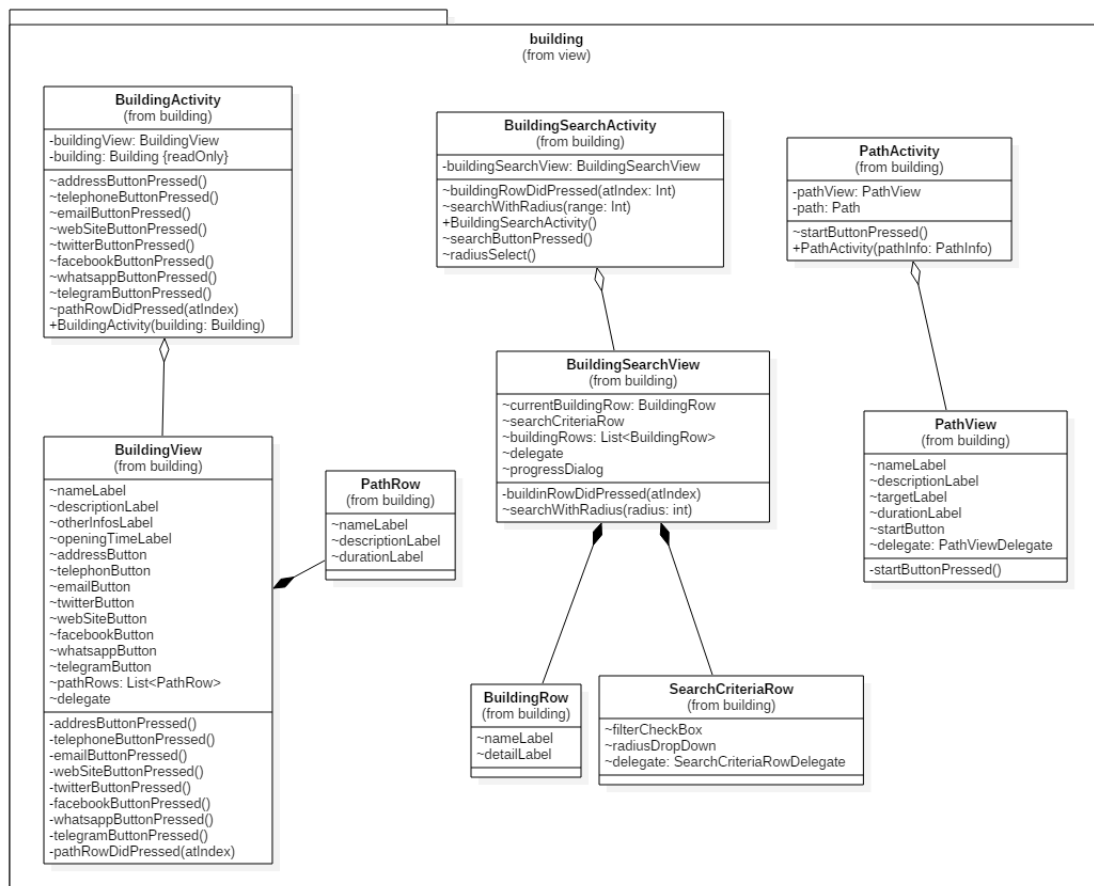 building
(from view)
BuildingActivity
(from building)
-buildingView: BuildingView
-building: Building {readOnly}
~addressButtonPressed()
~telephoneButtonPressed()
~emailButtonPressed()
~webSiteButtonPressed()
~twitterButtonPressed()
~facebookButtonPressed()
~whatsappButtonPressed()
~telegramButtonPressed()
~pathRowDidPressed(atIndex)
+BuildingActivity(building: Building)
BuildingSearchActivity
(from building)
-buildingSearchView: BuildingSearchView
~buildingRowDidPressed(atIndex: Int)
~searchWithRadius(range: Int)
+BuildingSearchActivity()
~searchButtonPressed()
~radiusSelect()
PathActivity
(from building)
-pathView: PathView
-path: Path
~startButtonPressed()
+PathActivity(pathInfo: PathInfo)
BuildingView
(from building)
~nameLabel
~descriptionLabel
~otherInfosLabel
~openingTimeLabel
~addressButton
~telephonButton
~emailButton
~twitterButton
~webSiteButton
~facebookButton
~whatsappButton
~telegramButton
~pathRows: List<PathRow>
~delegate
-addresButtonPressed()
-telephoneButtonPressed()
-emailButtonPressed()
-webSiteButtonPressed()
-twitterButtonPressed()
-facebookButtonPressed()
-whatsappButtonPressed()
-telegramButtonPressed()
-pathRowDidPressed(atIndex)
PathRow
(from building)
~nameLabel
~descriptionLabel
~durationLabel
BuildingSearchView
(from building)
~currentBuildingRow: BuildingRow
~searchCriteriaRow
~buildingRows: List<BuildingRow>
~delegate
~progressDialog
-buildinRowDidPressed(atIndex)
~searchWithRadius(radius: int)
PathView
(from building)
~nameLabel
~descriptionLabel
~targetLabel
~durationLabel
~startButton
~delegate: PathViewDelegate
-startButtonPressed()
BuildingRow
(from building)
~nameLabel
~detailLabel
SearchCriteriaRow
(from building)
~filterCheckBox
~radiusDropDown
~delegate: SearchCriteriaRowDelegate